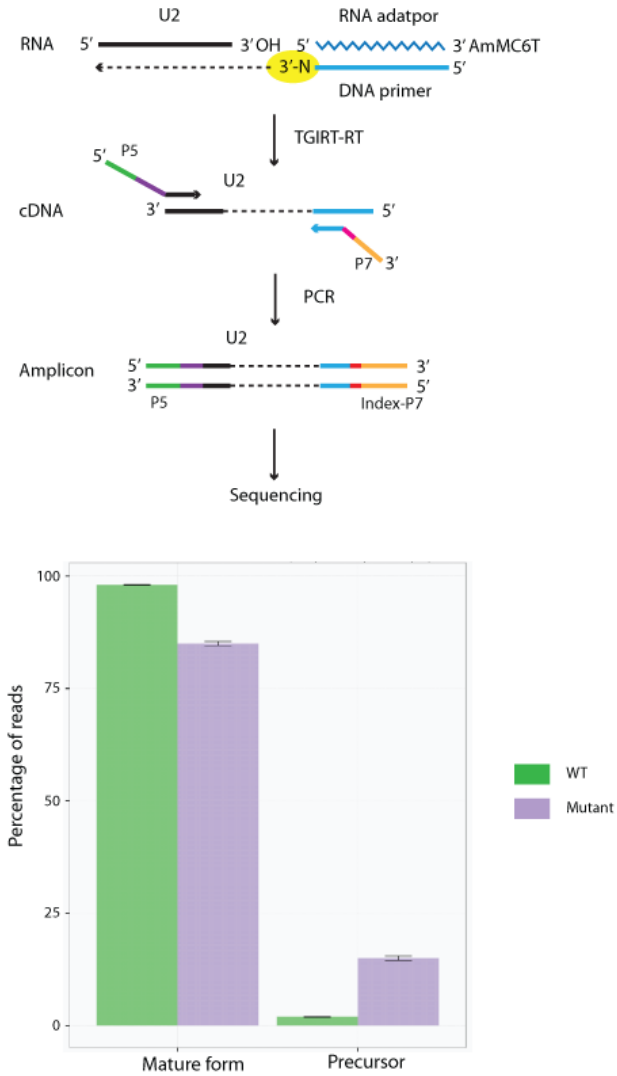 U2
RNA adatpor
RNA 5′ 3′ OH 5′ 3′ AmMC6T
3′-N 5′
DNA primer
TGIRT-RT
5′ P5
U2
cDNA 3′ 5′
P7 3′
PCR
U2
Amplicon 5′ 3′
3′ 5′
P5 Index-P7
Sequencing
Percentage of reads
100
75
50
25
0
Mature form Precursor
WT
Mutant